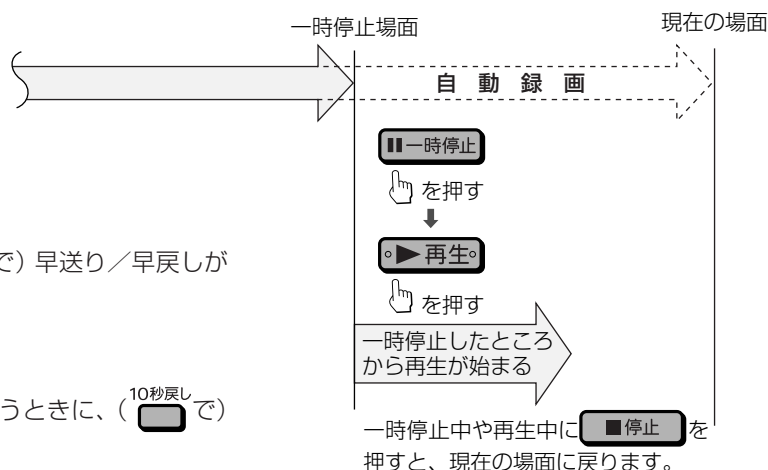 一時停止場面
現在の場面
自動録画
⏸一時停止
を押す
⬇
▶再生
を押す
で）早送り／早戻しが
一時停止したところ
から再生が始まる
10秒戻し
うときに、（ で）
一時停止中や再生中に ■停止 を
押すと、現在の場面に戻ります。